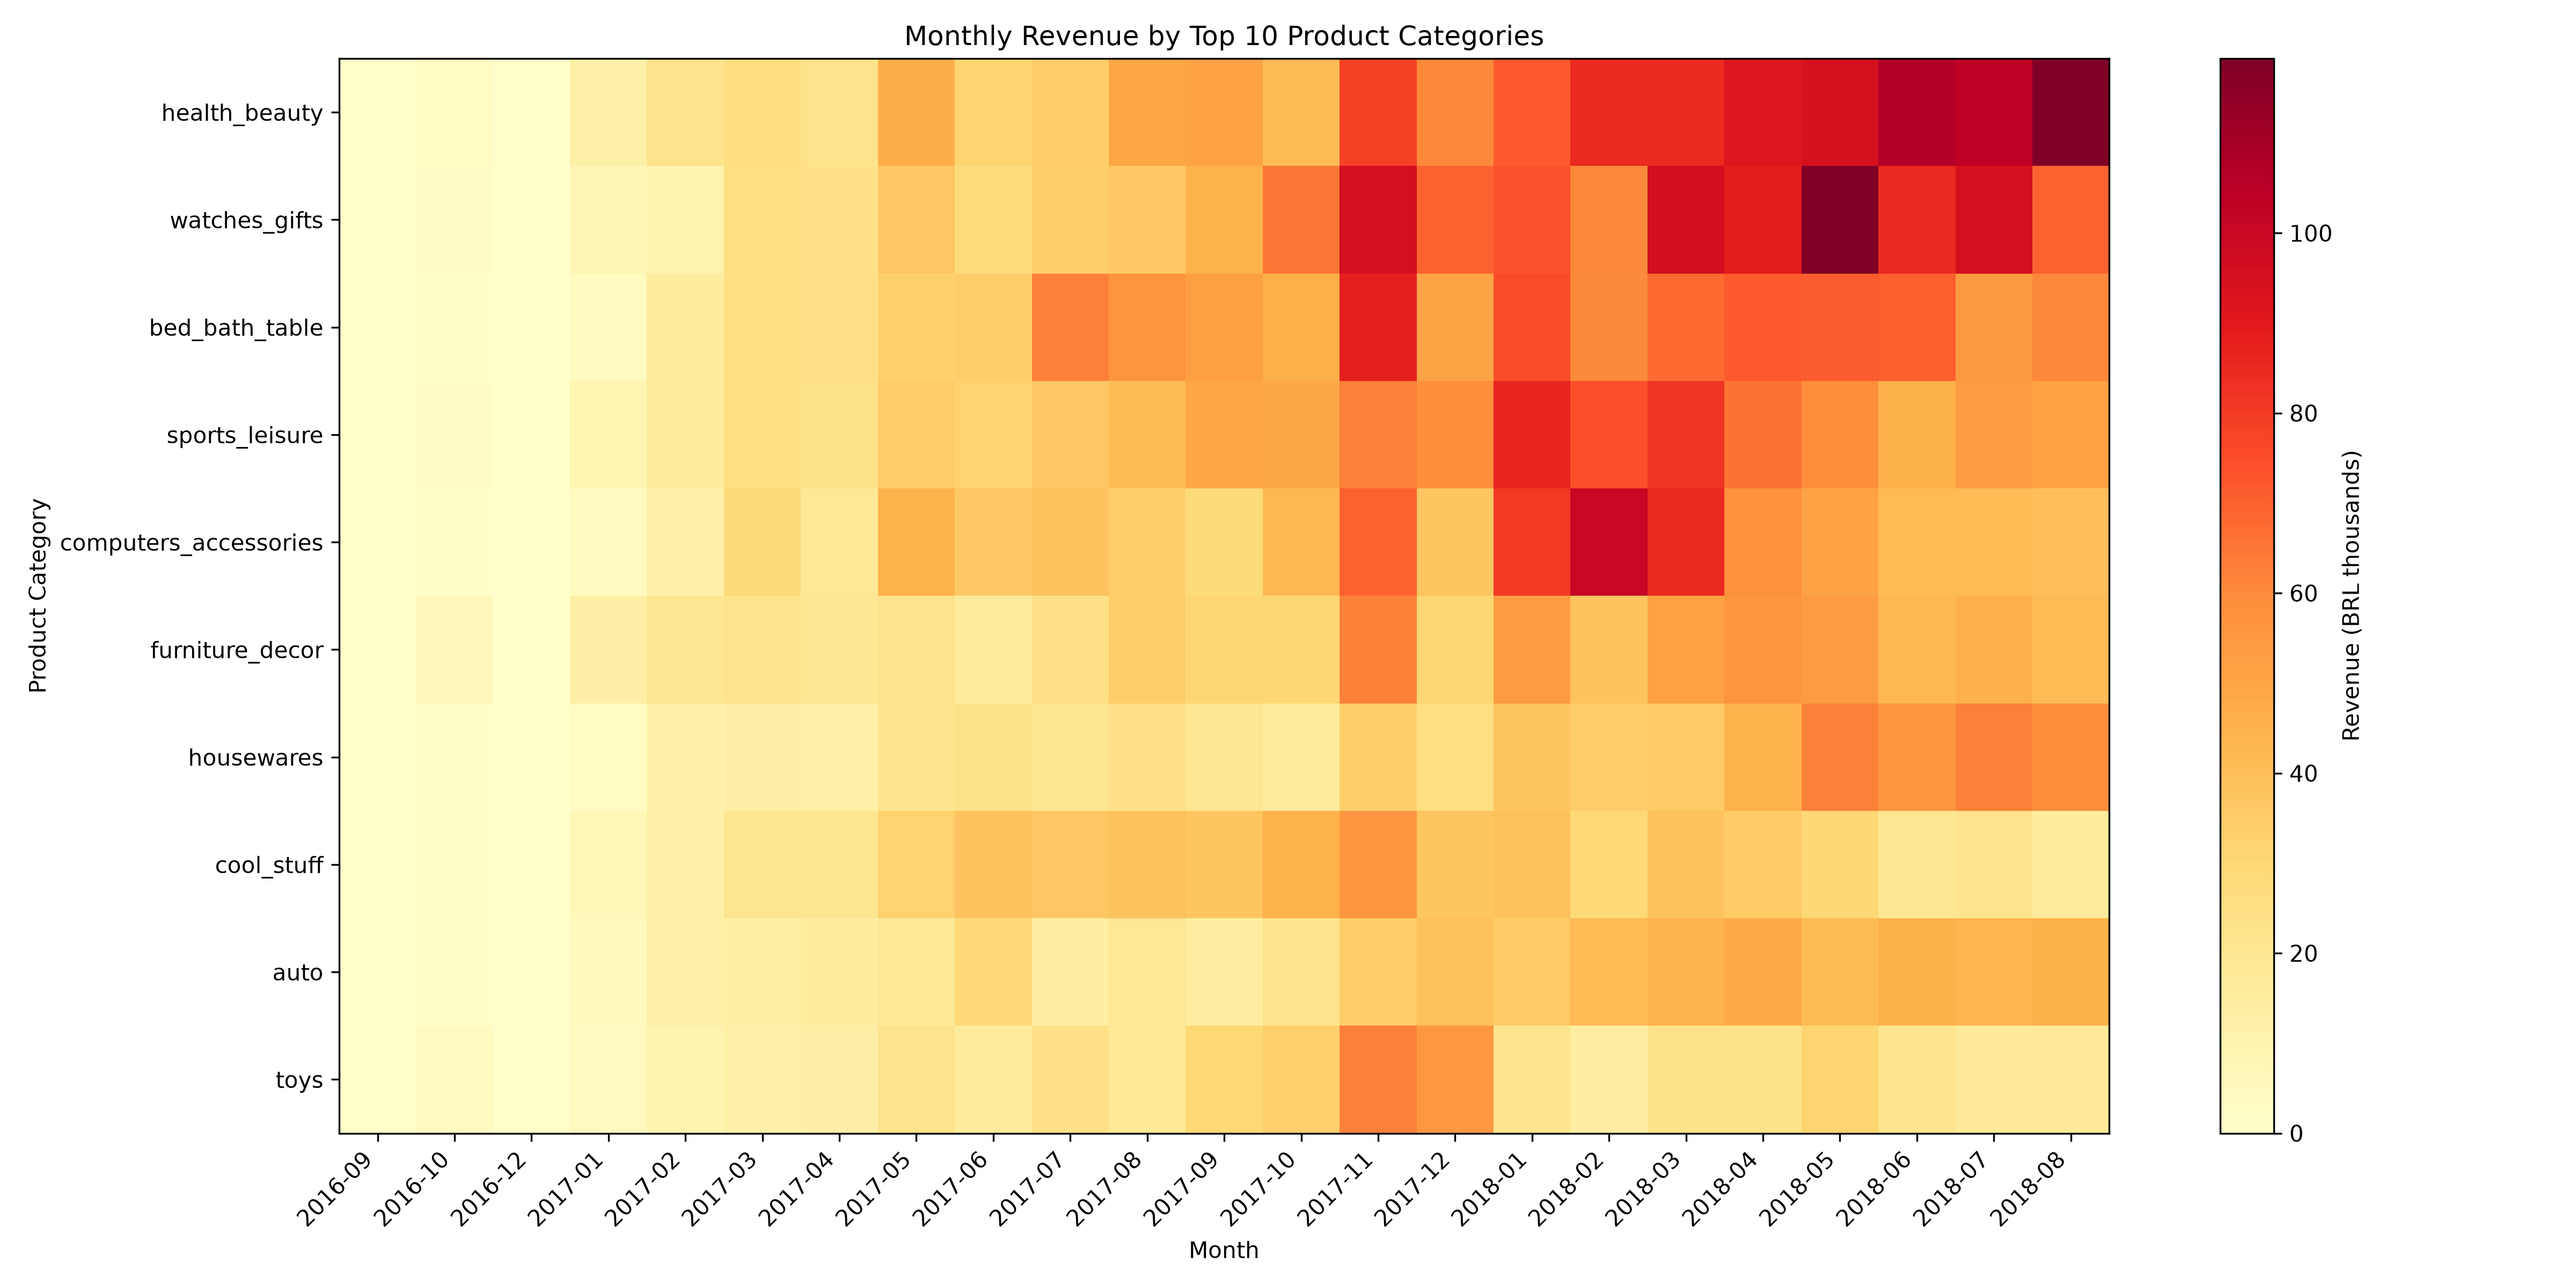 Monthly Revenue by Top 10 Product Categories
Product Category
health_beauty
watches_gifts
bed_bath_table
sports_leisure
computers_accessories
furniture_decor
housewares
cool_stuff
auto
toys
2016-09
2016-10
2016-12
2017-01
2017-02
2017-03
2017-04
2017-05
2017-06
2017-07
2017-08
2017-09
2017-10
2017-11
2017-12
2018-01
2018-02
2018-03
2018-04
2018-05
2018-06
2018-07
2018-08
Month
100
80
60
40
20
0
Revenue (BRL thousands)